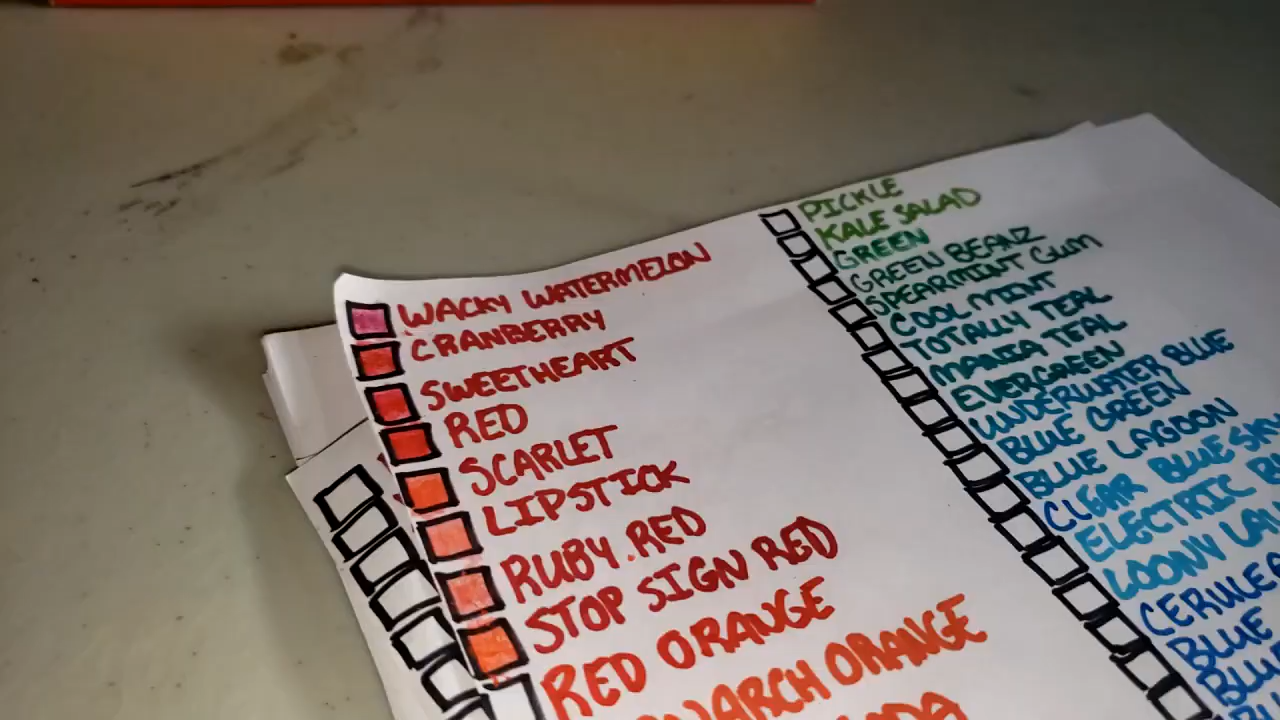 WACKY WATERMELON
CRANBERRY
SWEETHEART
RED
SCARLET
LIPSTICK
RUBY RED
STOP SIGN RED
RED ORANGE
ORANGE
PICKLE
KALE SALAD
GREEN
GREEN BEANZ
SPEARMINT GUM
COOL MINT
TOTALLY TEAL
MANIA TEAL
EVERGREEN
UNDERWATER BLUE
BLUE GREEN
BLUE LAGOON
CLEAR BLUE SKY
ELECTRIC
LOONY
BLUE